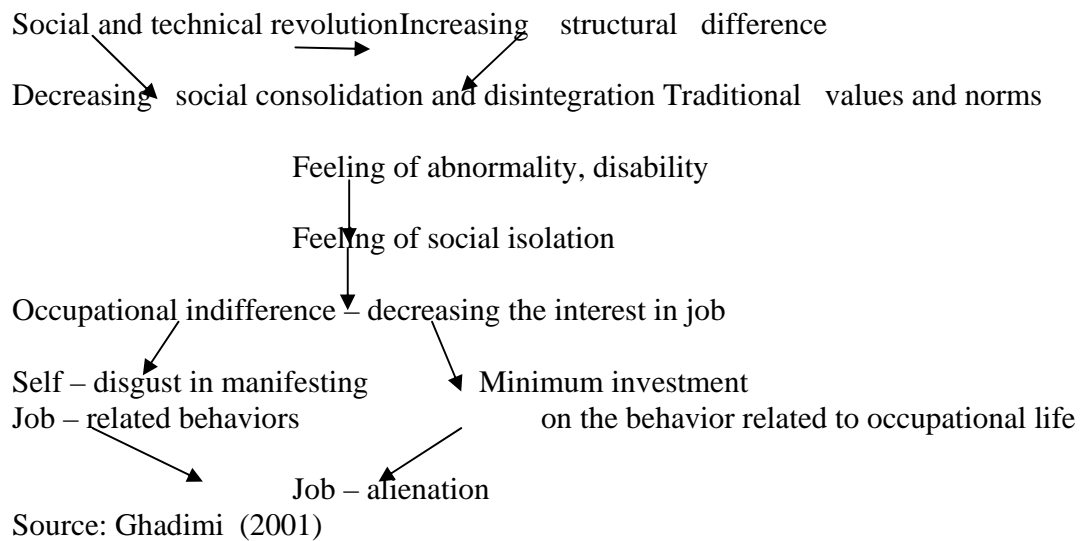 Social and technical revolutionIncreasing structural difference
Decreasing social consolidation and disintegration Traditional values and norms
Feeling of abnormality, disability
Feeling of social isolation
Occupational indifference – decreasing the interest in job
Self – disgust in manifesting Minimum investment
Job – related behaviors on the behavior related to occupational life
Job – alienation
Source: Ghadimi (2001)